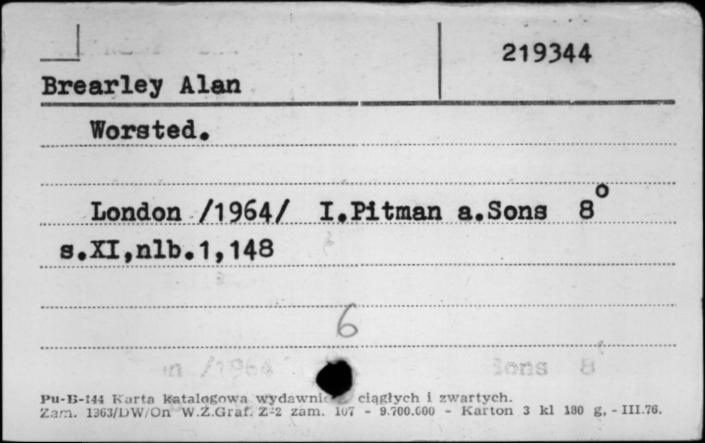 219344
Brearley Alan
Worsted.
London /1964/ I.Pitman a.Sons 8°
s.XI,nlb.1,148
6
Pu-B-144 Karta katalogowa wydawnic ciągłych i zwartych.
Zam. 1363/DW/On W.Z.Graf. Z-2 zam. 107 - 9.700.000 - Karton 3 kl 180 g. - III.76.